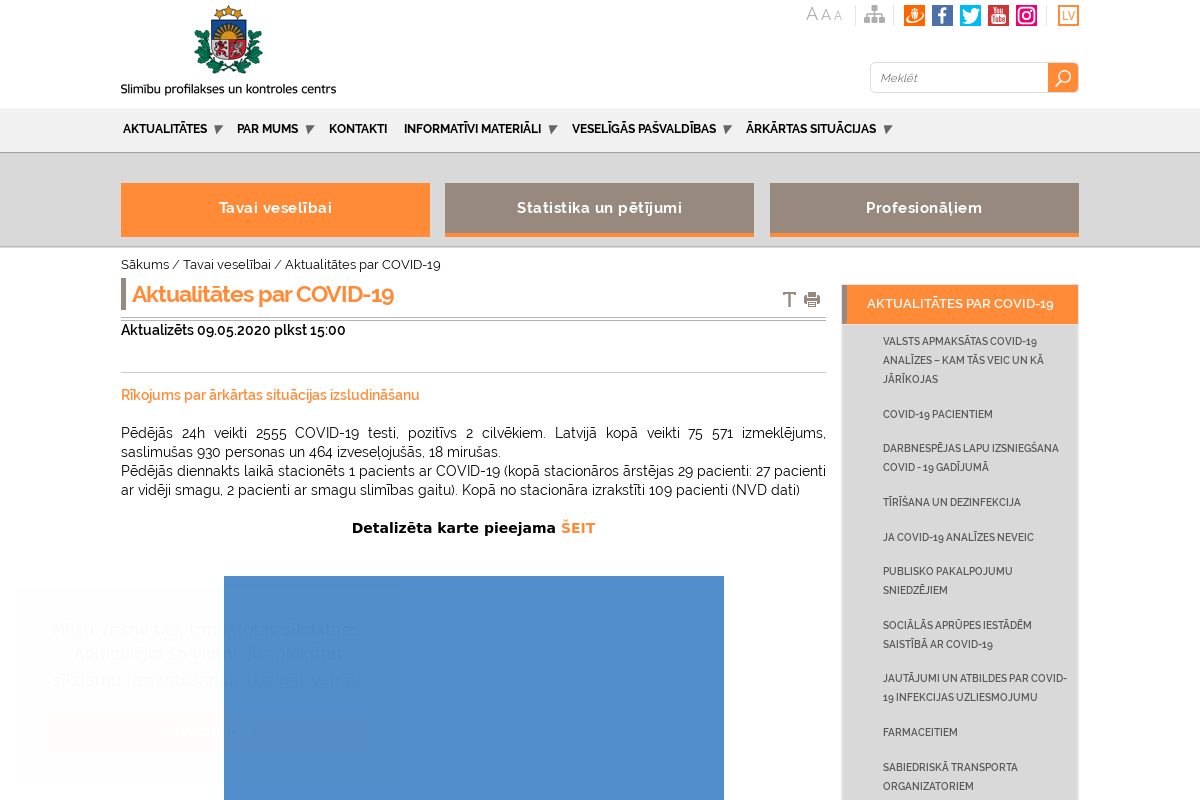 A A A
You Tube
LV
Slimību profilakses un kontroles centrs
Meklēt
AKTUALITĀTES PAR MUMS KONTAKTI INFORMATĪVI MATERIĀLI VESELĪGĀS PAŠVALDĪBAS ĀRKĀRTAS SITUĀCIJAS
Tavai veselībai Statistika un pētījumi Profesionāļiem
Sākums / Tavai veselībai / Aktualitātes par COVID-19
Aktualitātes par COVID-19
Aktualizēts 09.05.2020 plkst 15:00
Rīkojums par ārkārtas situācijas izsludināšanu
Pēdējās 24h veikti 2555 COVID-19 testi, pozitīvs 2 cilvēkiem. Latvijā kopā veikti 75 571 izmeklējums,
saslimušas 930 personas un 464 izveseļojušās, 18 mirušas.
Pēdējās diennakts laikā stacionēts 1 pacients ar COVID-19 (kopā stacionāros ārstējas 29 pacienti: 27 pacienti
ar vidēji smagu, 2 pacienti ar smagu slimības gaitu). Kopā no stacionāra izrakstīti 109 pacienti (NVD dati)
Detalizēta karte pieejama ŠEIT
AKTUALITĀTES PAR COVID-19
VALSTS APMAKSĀTAS COVID-19
ANALĪZES – KAM TĀS VEIC UN KĀ
JĀRĪKOJAS
COVID-19 PACIENTIEM
DARBNESPĒJAS LAPU IZSNIEGŠANA
COVID - 19 GADĪJUMĀ
TĪRĪŠANA UN DEZINFEKCIJA
JA COVID-19 ANALĪZES NEVEIC
PUBLISKO PAKALPOJUMU
SNIEDZĒJIEM
SOCIĀLĀS APRŪPES IESTĀDĒM
SAISTĪBĀ AR COVID-19
JAUTĀJUMI UN ATBILDES PAR COVID-
19 INFEKCIJAS UZLIESMOJUMU
FARMACEITIEM
SABIEDRISKĀ TRANSPORTA
ORGANIZATORIEM